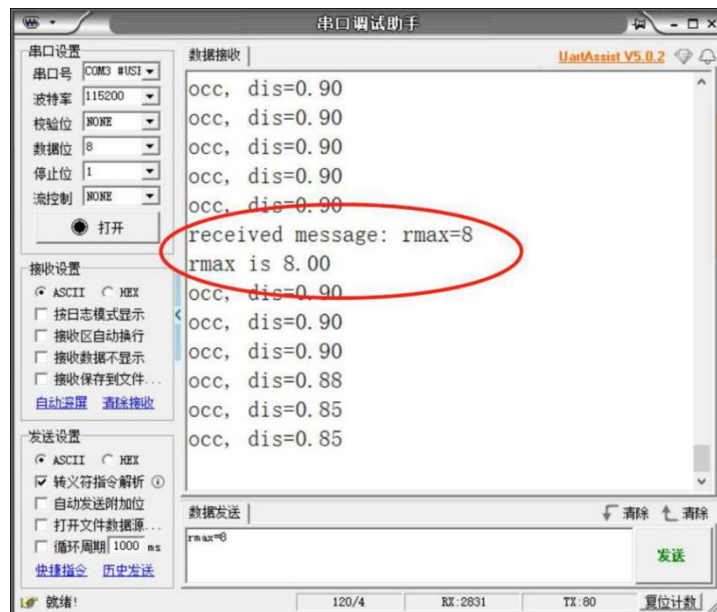 串口调试助手
串口设置
串口号 COM3 #USI
波特率 115200
校验位 NONE
数据位 8
停止位 1
流控制 NONE
打开
接收设置
ASCII HEX
按日志模式显示
接收区自动换行
接收数据不显示
接收保存到文件...
自动滚屏 清除接收
发送设置
ASCII HEX
转义符指令解析
自动发送附加位
打开文件数据源...
循环周期 1000 ms
快捷指令 历史发送
数据接收 UartAssist V5.0.2
occ, dis=0.90
occ, dis=0.90
occ, dis=0.90
occ, dis=0.90
occ, dis=0.90
received message: rmax=8
rmax is 8.00
occ, dis=0.90
occ, dis=0.90
occ, dis=0.90
occ, dis=0.88
occ, dis=0.85
occ, dis=0.85
数据发送 清除 清除
rmax=8
发送
就绪! 120/4 RX:2831 TX:80 复位计数